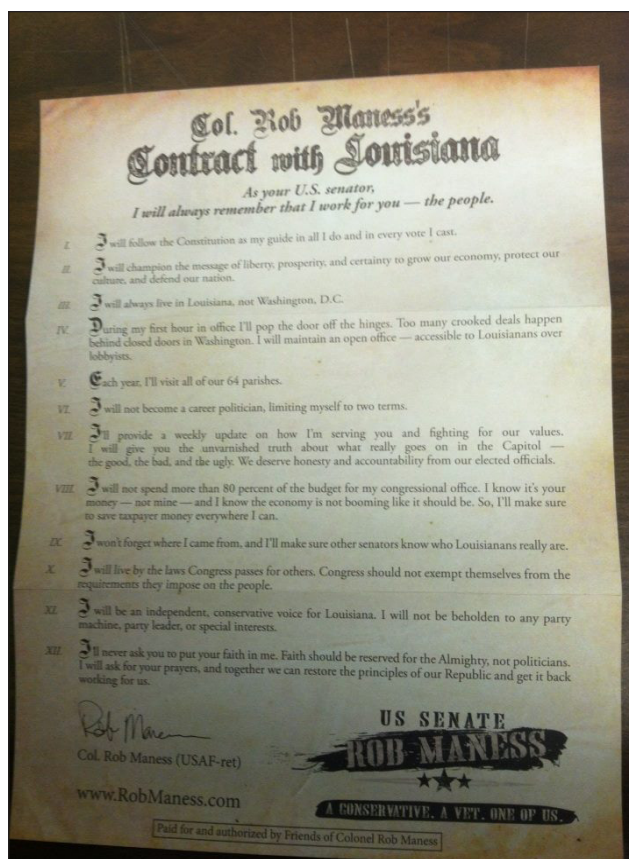 Col. Rob Maness's
Contract with Louisiana
As your U.S. senator,
I will always remember that I work for you — the people.
I. I will follow the Constitution as my guide in all I do and in every vote I cast.
II. I will champion the message of liberty, prosperity, and certainty to grow our economy, protect our
culture, and defend our nation.
III. I will always live in Louisiana, not Washington, D.C.
IV. During my first hour in office I'll pop the door off the hinges. Too many crooked deals happen
behind closed doors in Washington. I will maintain an open office — accessible to Louisianans over
lobbyists.
V. Each year, I'll visit all of our 64 parishes.
VI. I will not become a career politician, limiting myself to two terms.
VII. I'll provide a weekly update on how I'm serving you and fighting for our values.
I will give you the unvarnished truth about what really goes on in the Capitol —
the good, the bad, and the ugly. We deserve honesty and accountability from our elected officials.
VIII. I will not spend more than 80 percent of the budget for my congressional office. I know it's your
money — not mine — and I know the economy is not booming like it should be. So, I'll make sure
to save taxpayer money everywhere I can.
IX. I won't forget where I came from, and I'll make sure other senators know who Louisianans really are.
X. I will live by the laws Congress passes for others. Congress should not exempt themselves from the
requirements they impose on the people.
XI. I will be an independent, conservative voice for Louisiana. I will not be beholden to any party
machine, party leader, or special interests.
XII. I'll never ask you to put your faith in me. Faith should be reserved for the Almighty, not politicians.
I will ask for your prayers, and together we can restore the principles of our Republic and get it back
working for us.
Rob Maness
Col. Rob Maness (USAF-ret)
www.RobManess.com
US SENATE
ROB MANESS
A CONSERVATIVE. A VET. ONE OF US.
Paid for and authorized by Friends of Colonel Rob Maness